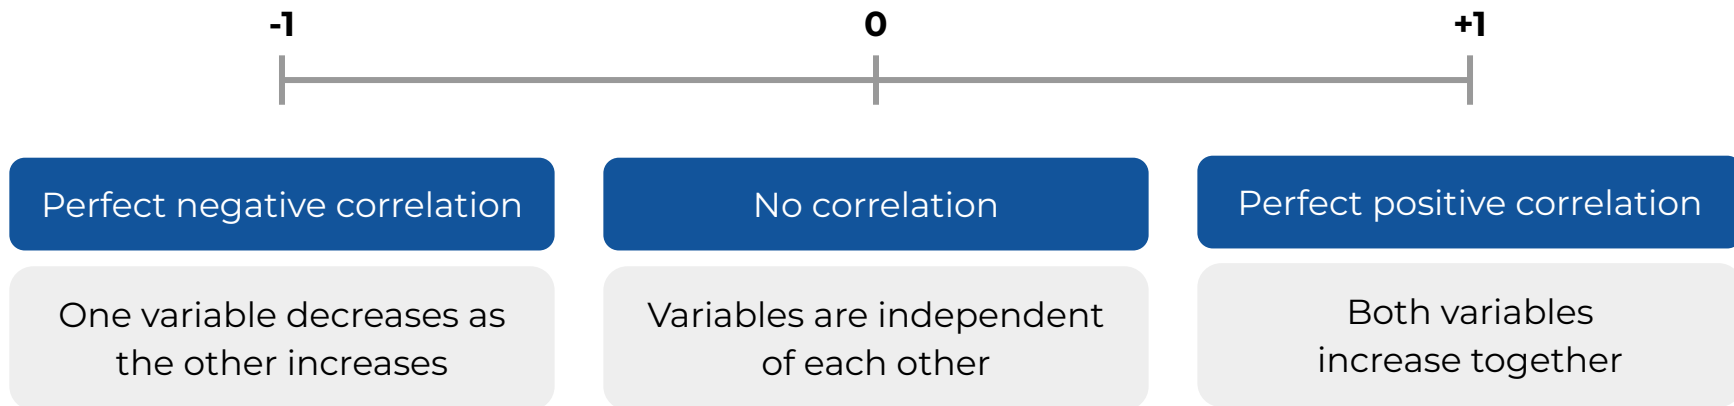 -1
0
+1
Perfect negative correlation
No correlation
Perfect positive correlation
One variable decreases as
the other increases
Variables are independent
of each other
Both variables
increase together